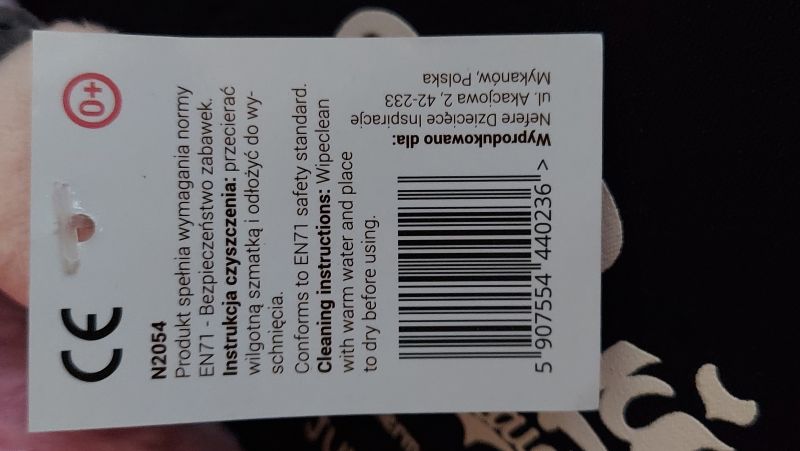 0+
CE
N2054
Produkt spełnia wymagania normy
EN71 - Bezpieczeństwo zabawek.
Instrukcja czyszczenia: przecierać
wilgotną szmatką i odłożyć do wy-
schnięcia.
Conforms to EN71 safety standard.
Cleaning instructions: Wipeclean
with warm water and place
to dry before using.
Wyprodukowano dla:
Nefere Dziecięce Inspiracje
ul. Akacjowa 2, 42-233
Mykanów, Polska
5 907554 440236 >